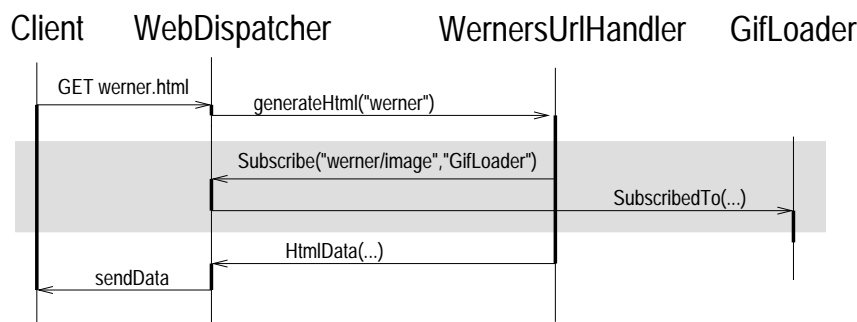 Client WebDispatcher WernersUrlHandler GifLoader
GET werner.html
generateHtml("werner")
Subscribe("werner/image","GifLoader")
SubscribedTo(...)
HtmlData(...)
sendData